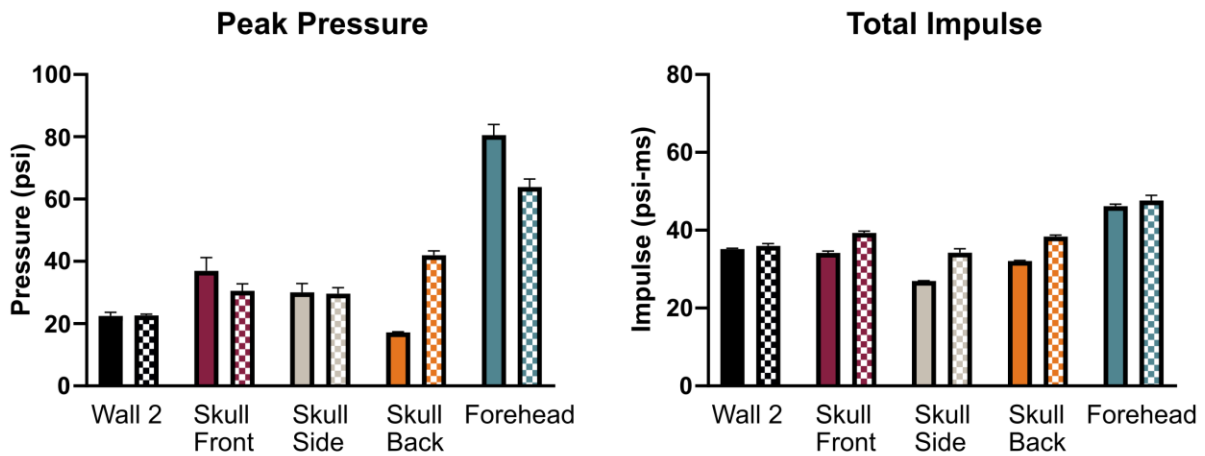 Peak Pressure
Pressure (psi)
100
80
60
40
20
0
Wall 2
Skull
Front
Skull
Side
Skull
Back
Forehead
Total Impulse
Impulse (psi-ms)
80
60
40
20
0
Wall 2
Skull
Front
Skull
Side
Skull
Back
Forehead